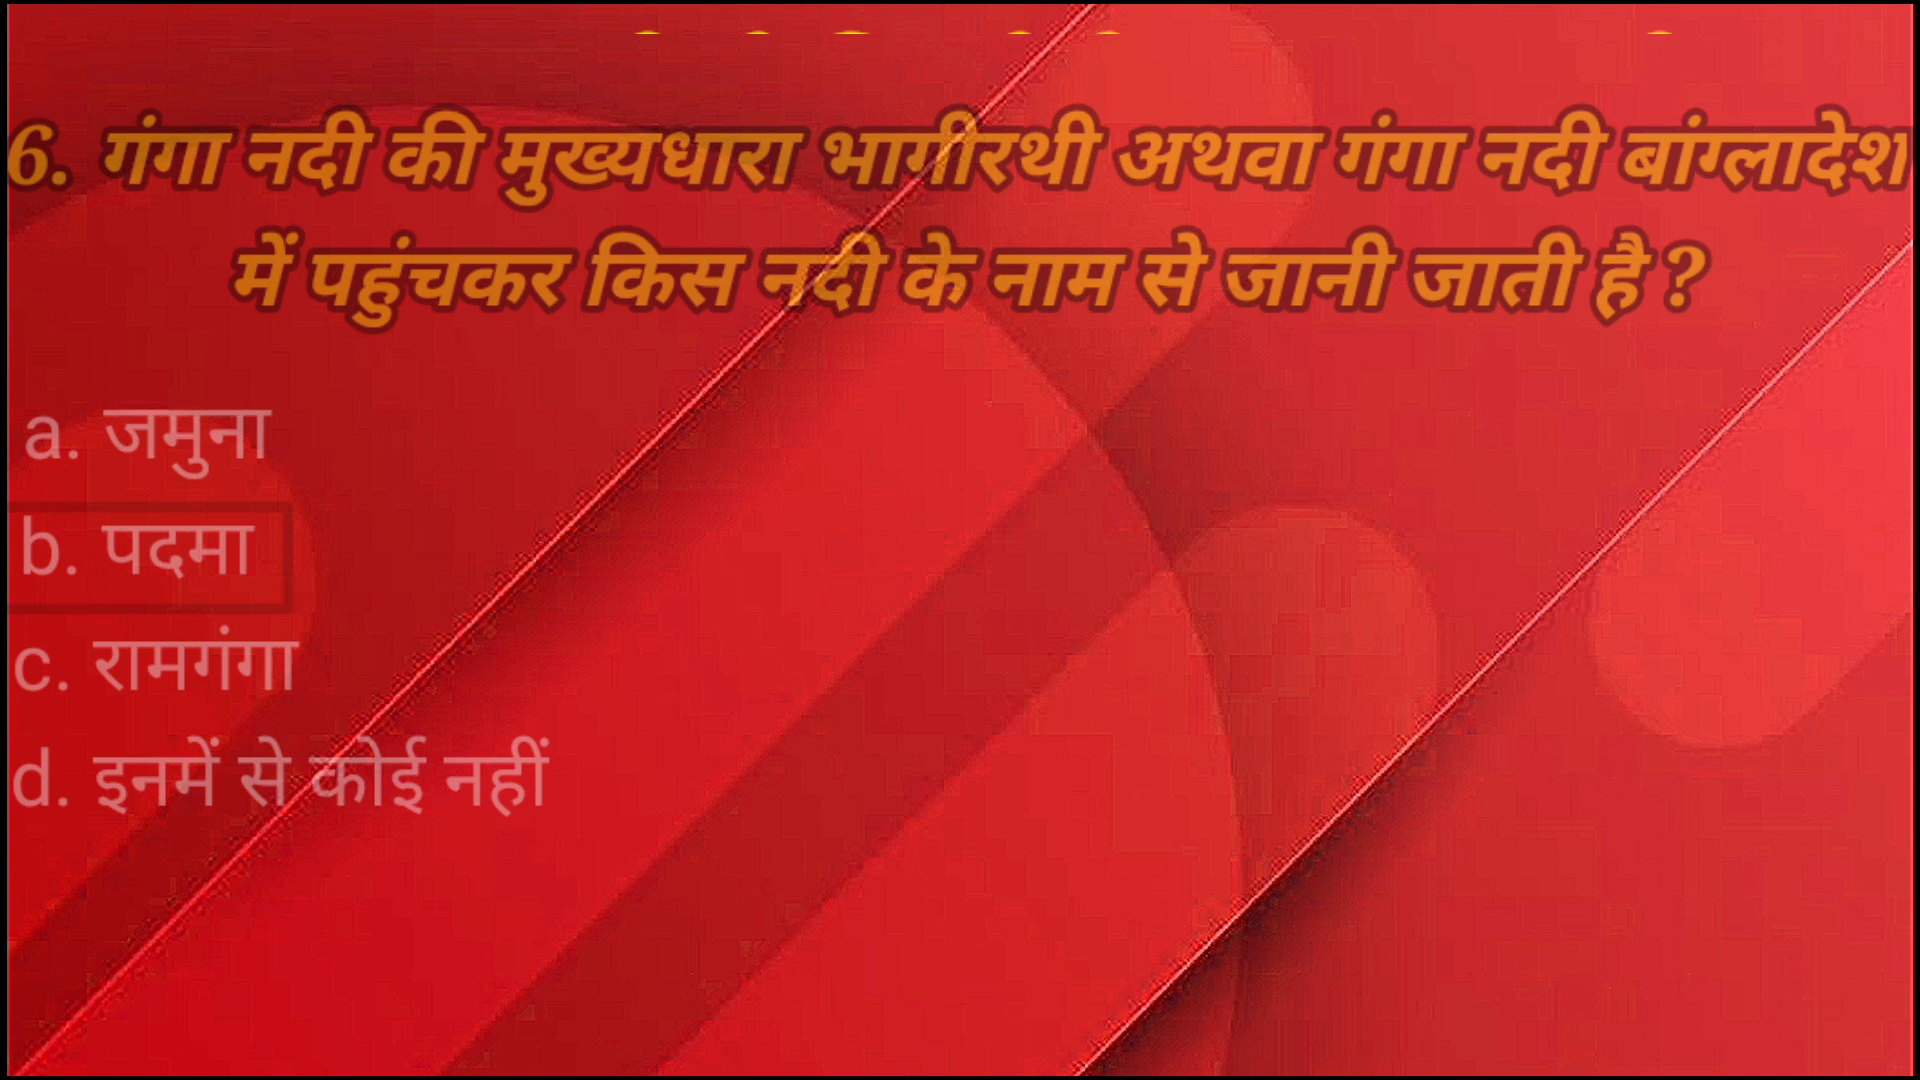 6. गंगा नदी की मुख्यधारा भागीरथी अथवा गंगा नदी बांग्लादेश
में पहुंचकर किस नदी के नाम से जानी जाती है ?
a. जमुना
b. पदमा
c. रामगंगा
d. इनमें से कोई नहीं